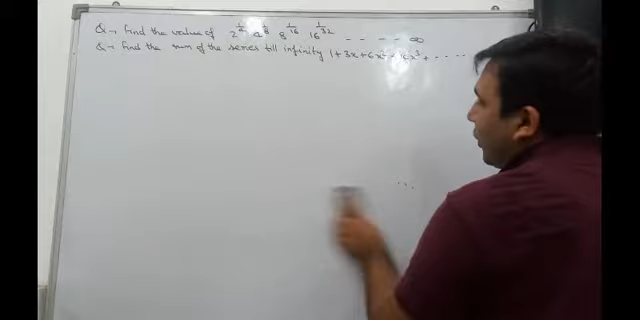 Q → Find the value of 2^{1/4} 4^{1/8} 8^{1/16} 16^{1/32} - - - - ∞
Q → Find the sum of the series till infinity 1 + 3x + 6x² + 10x³ + - - - -